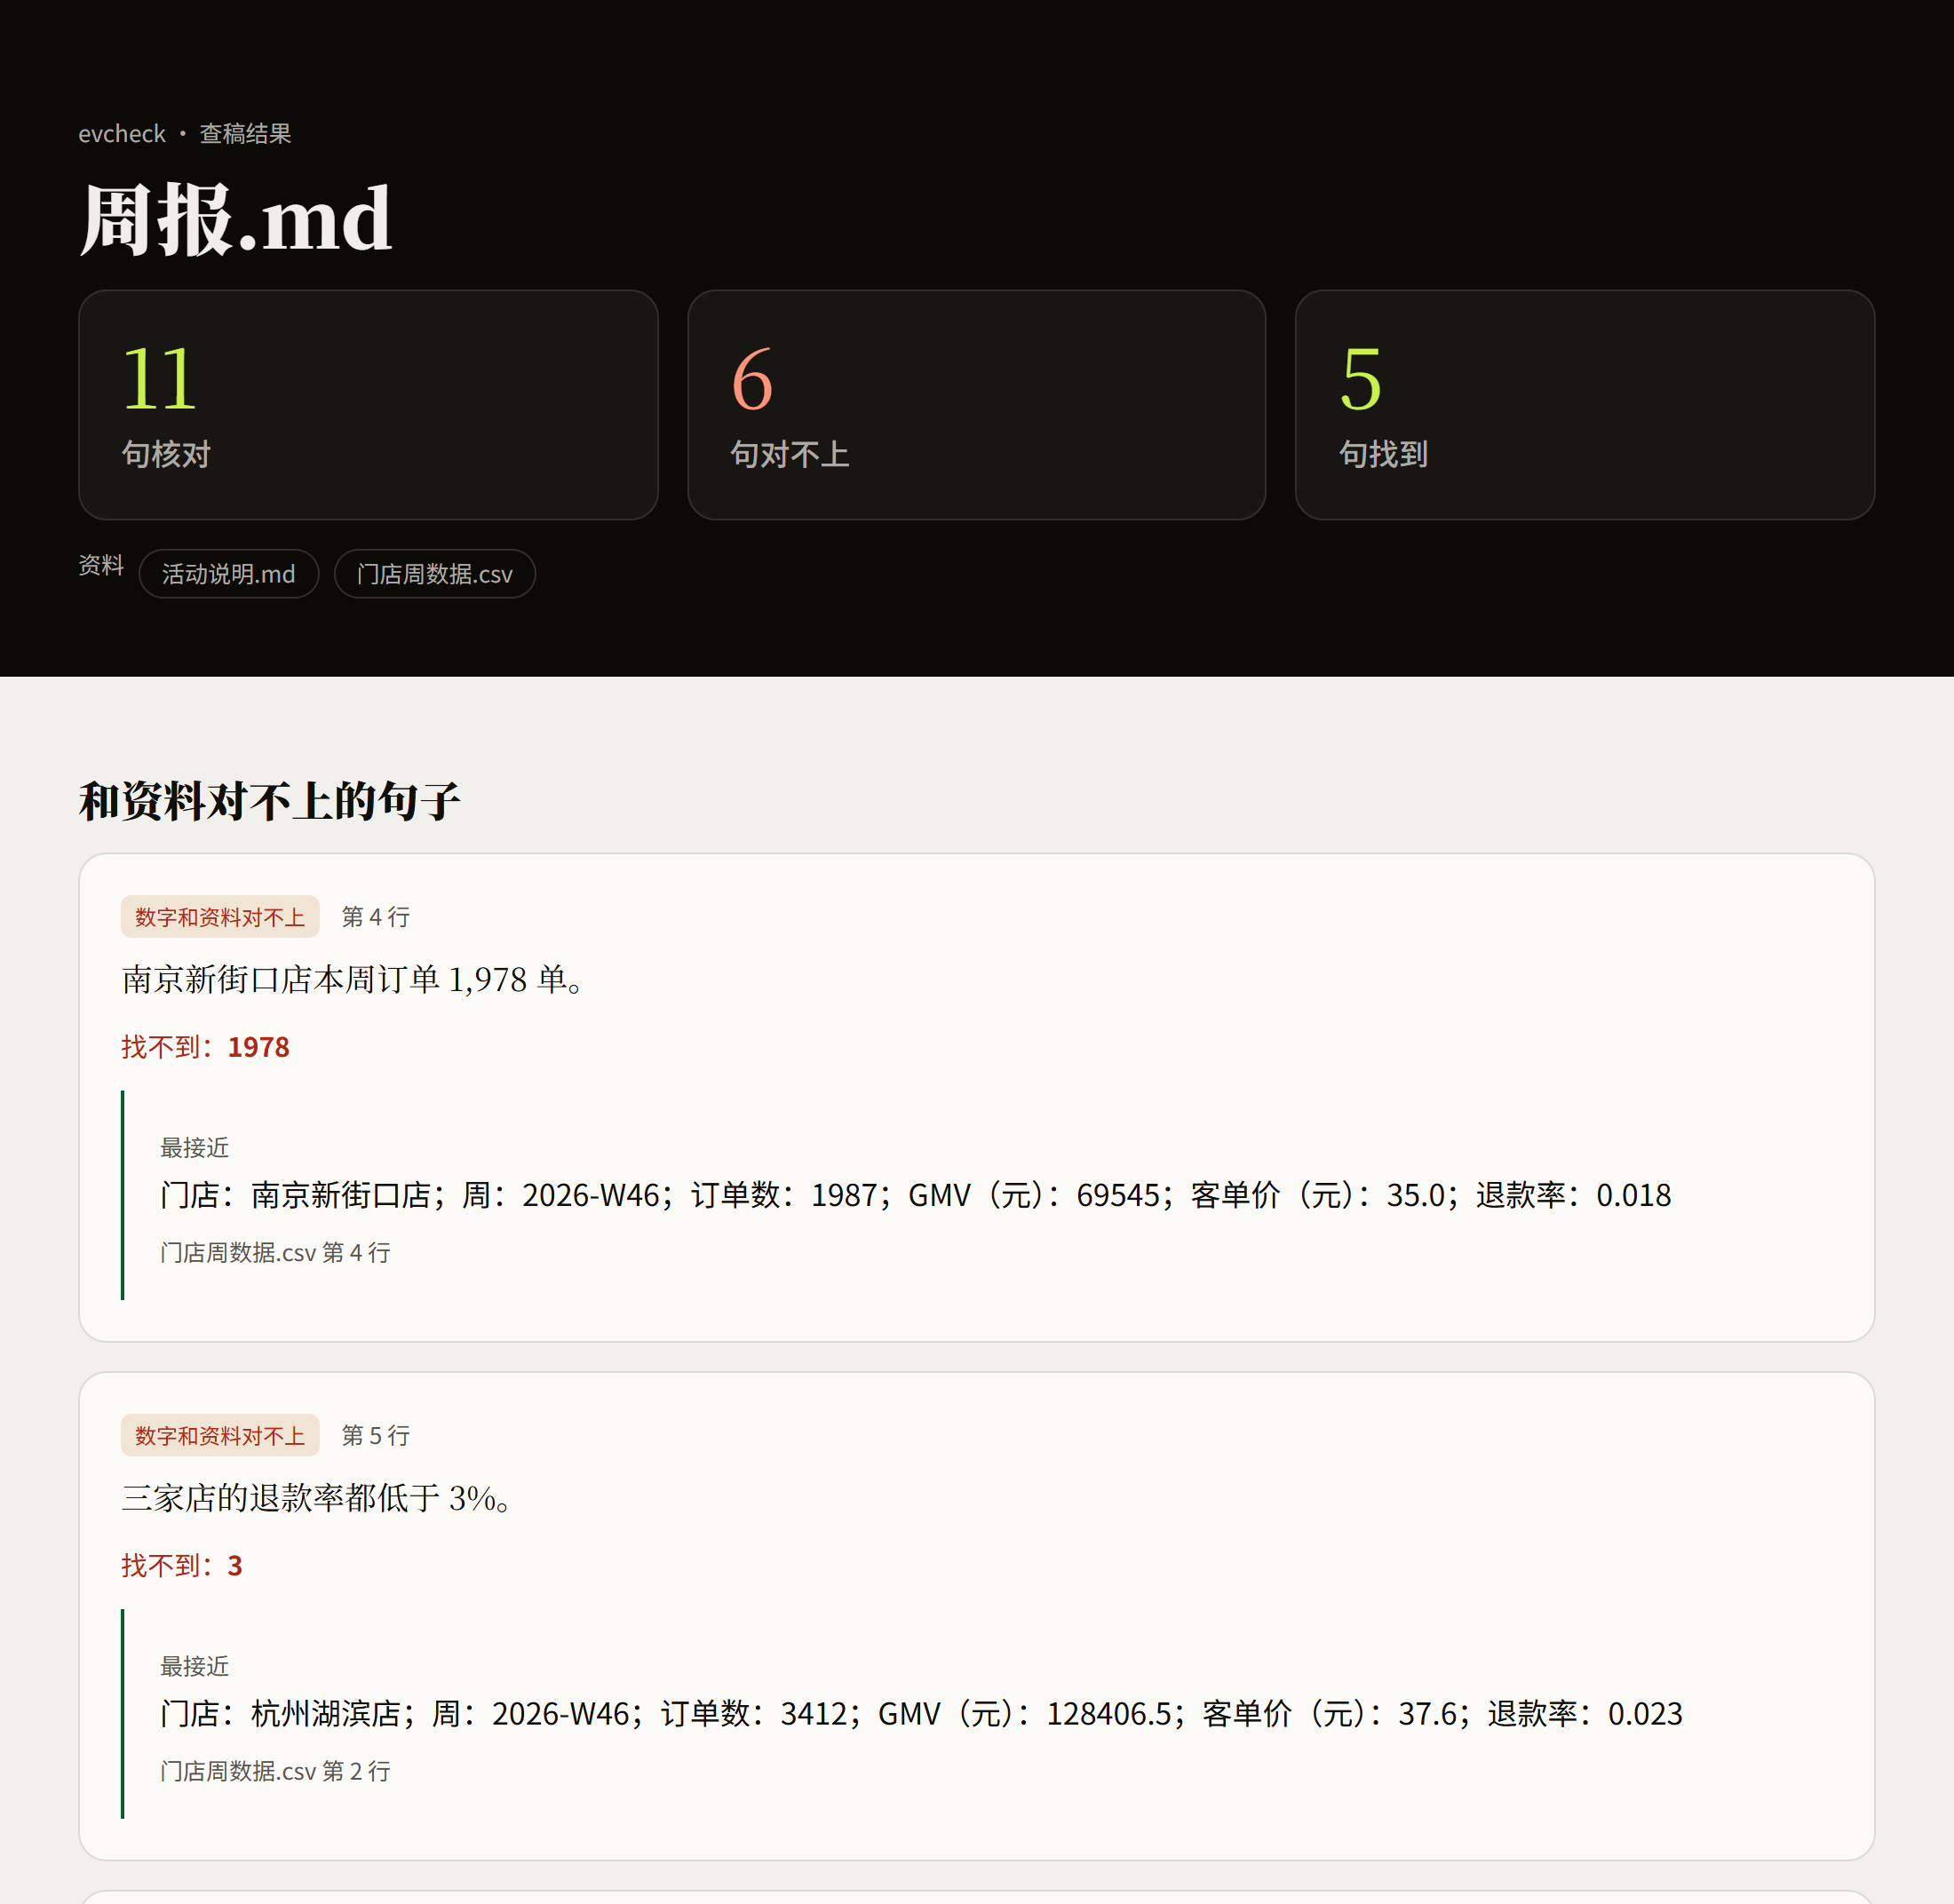 evcheck · 查稿结果
周报.md
11
句核对
6
句对不上
5
句找到
资料 活动说明.md 门店周数据.csv
和资料对不上的句子
数字和资料对不上 第 4 行
南京新街口店本周订单 1,978 单。
找不到：1978
最接近
门店：南京新街口店；周：2026-W46；订单数：1987；GMV（元）：69545；客单价（元）：35.0；退款率：0.018
门店周数据.csv 第 4 行
数字和资料对不上 第 5 行
三家店的退款率都低于 3%。
找不到：3
最接近
门店：杭州湖滨店；周：2026-W46；订单数：3412；GMV（元）：128406.5；客单价（元）：37.6；退款率：0.023
门店周数据.csv 第 2 行